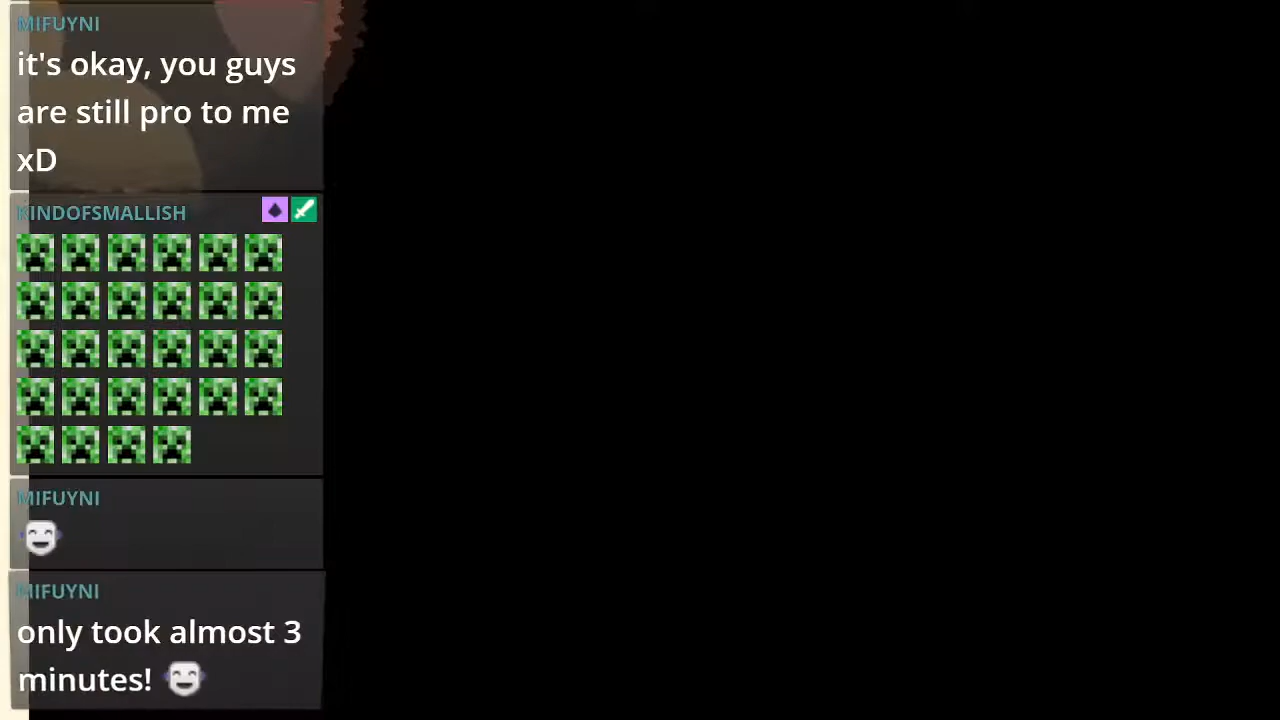 MIFUYNI
it's okay, you guys
are still pro to me
xD
KINDOFSMALLISH
MIFUYNI
MIFUYNI
only took almost 3
minutes!